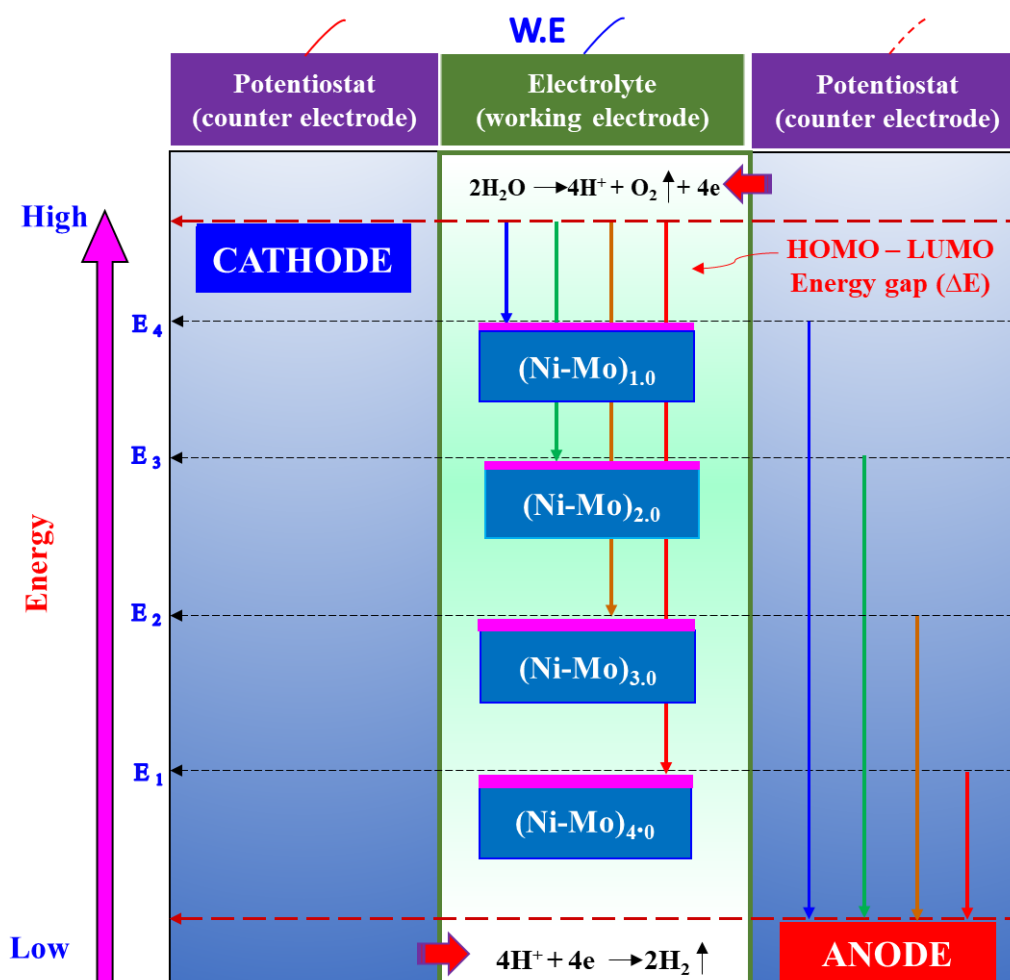 W.E
Potentiostat
(counter electrode)
Electrolyte
(working electrode)
Potentiostat
(counter electrode)
2H₂O → 4H⁺ + O₂ ↑ + 4e
High
CATHODE
HOMO – LUMO
Energy gap (ΔE)
E₄
(Ni-Mo)₁.₀
E₃
(Ni-Mo)₂.₀
Energy
E₂
(Ni-Mo)₃.₀
E₁
(Ni-Mo)₄•₀
Low
4H⁺ + 4e → 2H₂ ↑
ANODE